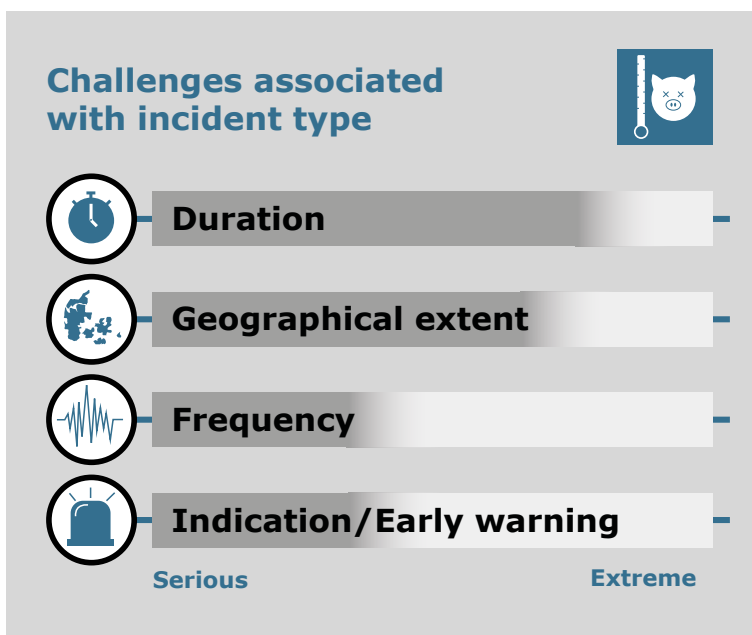 Challenges associated
with incident type
Duration
Geographical extent
Frequency
Indication/Early warning
Serious
Extreme